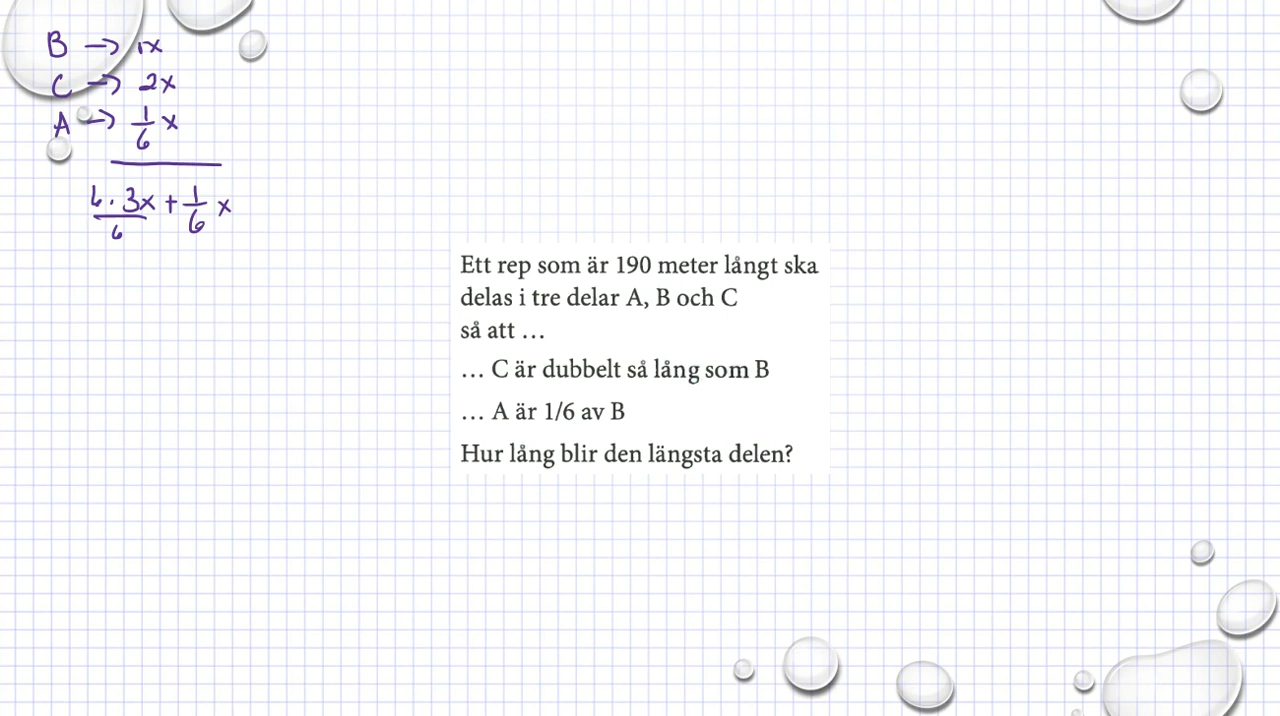 B → 1x
C → 2x
A → 1/6 x
6 · 3x / 6 + 1/6 x
Ett rep som är 190 meter långt ska
delas i tre delar A, B och C
så att …
… C är dubbelt så lång som B
… A är 1/6 av B
Hur lång blir den längsta delen?